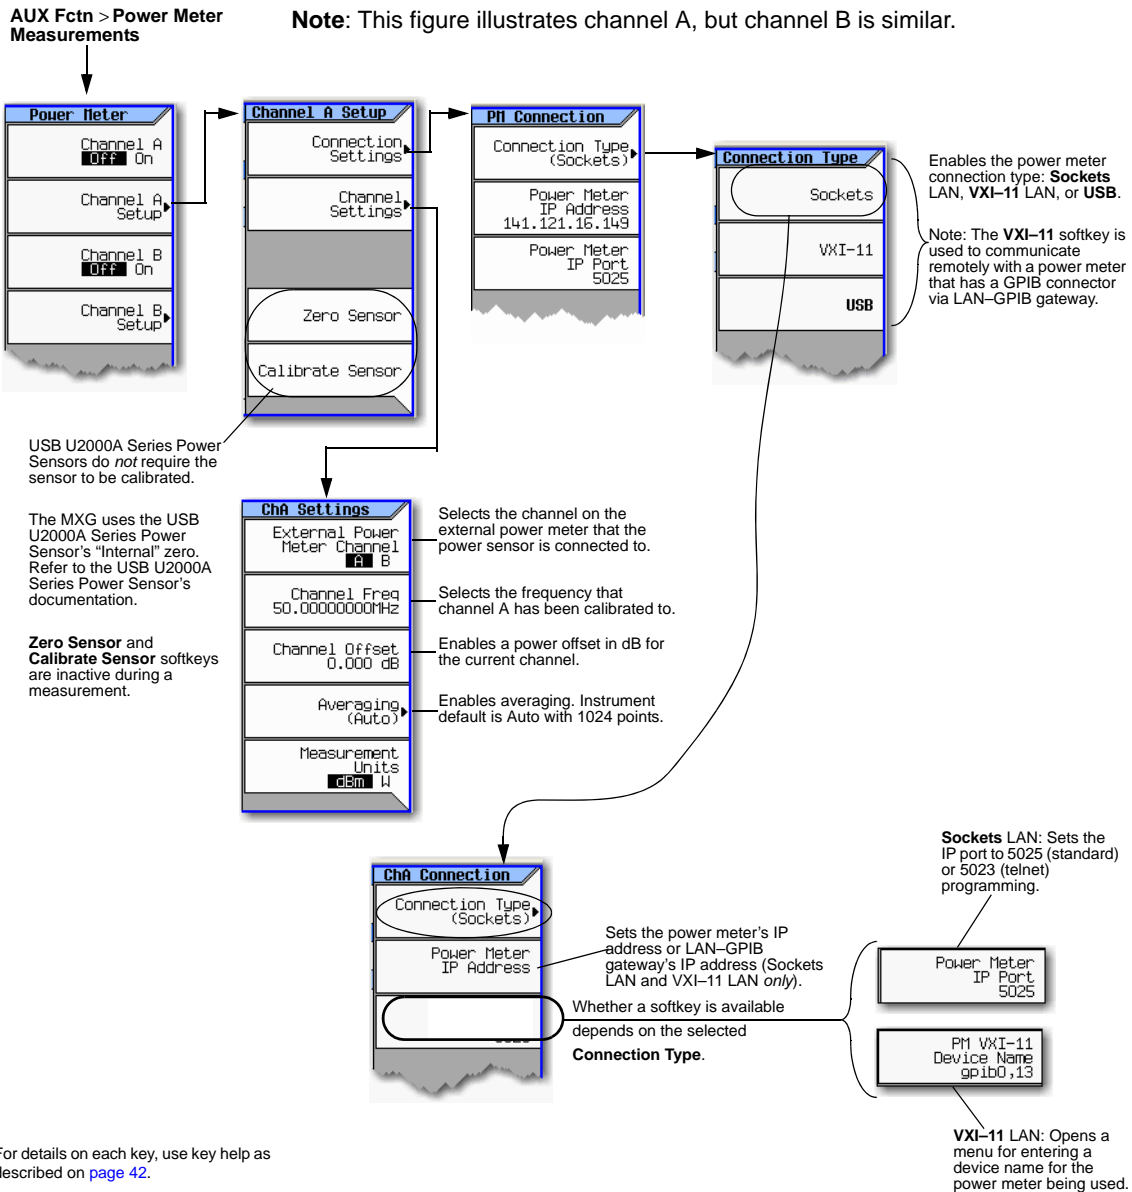 AUX Fctn > Power Meter
Measurements
Note: This figure illustrates channel A, but channel B is similar.
Power Meter
Channel A
Off On
Channel A
Setup
Channel B
Off On
Channel B
Setup
Channel A Setup
Connection
Settings
Channel
Settings
Zero Sensor
Calibrate Sensor
PM Connection
Connection Type
(Sockets)
Power Meter
IP Address
141.121.16.149
Power Meter
IP Port
5025
Connection Type
Sockets
VXI-11
USB
Enables the power meter
connection type: Sockets
LAN, VXI–11 LAN, or USB.
Note: The VXI–11 softkey is
used to communicate
remotely with a power meter
that has a GPIB connector
via LAN–GPIB gateway.
USB U2000A Series Power
Sensors do not require the
sensor to be calibrated.
The MXG uses the USB
U2000A Series Power
Sensor's “Internal” zero.
Refer to the USB U2000A
Series Power Sensor's
documentation.
Zero Sensor and
Calibrate Sensor softkeys
are inactive during a
measurement.
ChA Settings
External Power
Meter Channel
A B
Channel Freq
50.00000000MHz
Channel Offset
0.000 dB
Averaging
(Auto)
Measurement
Units
dBm W
Selects the channel on the
external power meter that the
power sensor is connected to.
Selects the frequency that
channel A has been calibrated to.
Enables a power offset in dB for
the current channel.
Enables averaging. Instrument
default is Auto with 1024 points.
ChA Connection
Connection Type
(Sockets)
Power Meter
IP Address
Sets the power meter's IP
address or LAN–GPIB
gateway's IP address (Sockets
LAN and VXI–11 LAN only).
Whether a softkey is available
depends on the selected
Connection Type.
Sockets LAN: Sets the
IP port to 5025 (standard)
or 5023 (telnet)
programming.
Power Meter
IP Port
5025
PM VXI-11
Device Name
gpib0,13
VXI–11 LAN: Opens a
menu for entering a
device name for the
power meter being used.
For details on each key, use key help as
described on page 42.